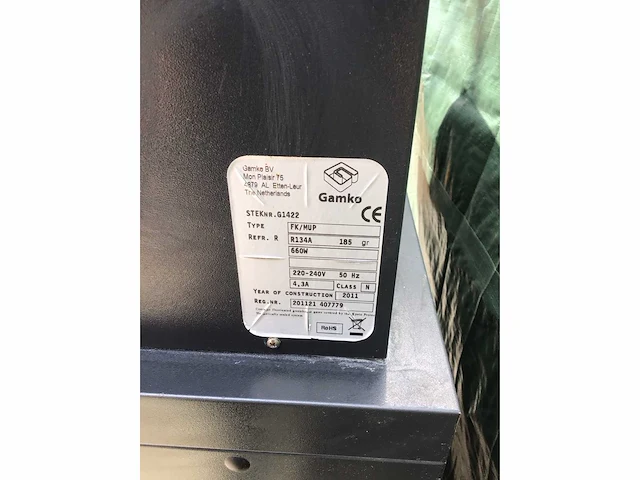 Gamko BV
Mon Plaisir 75
4879 AL Etten-Leur
The Netherlands
Gamko
CE
STEKnr.G1422
TYPE FK/MUP
REFR. R R134A 185 gr
660W
220-240V 50 Hz
4,3A CLASS N
YEAR OF CONSTRUCTION 2011
REG.NR. 201121 407779
RoHS